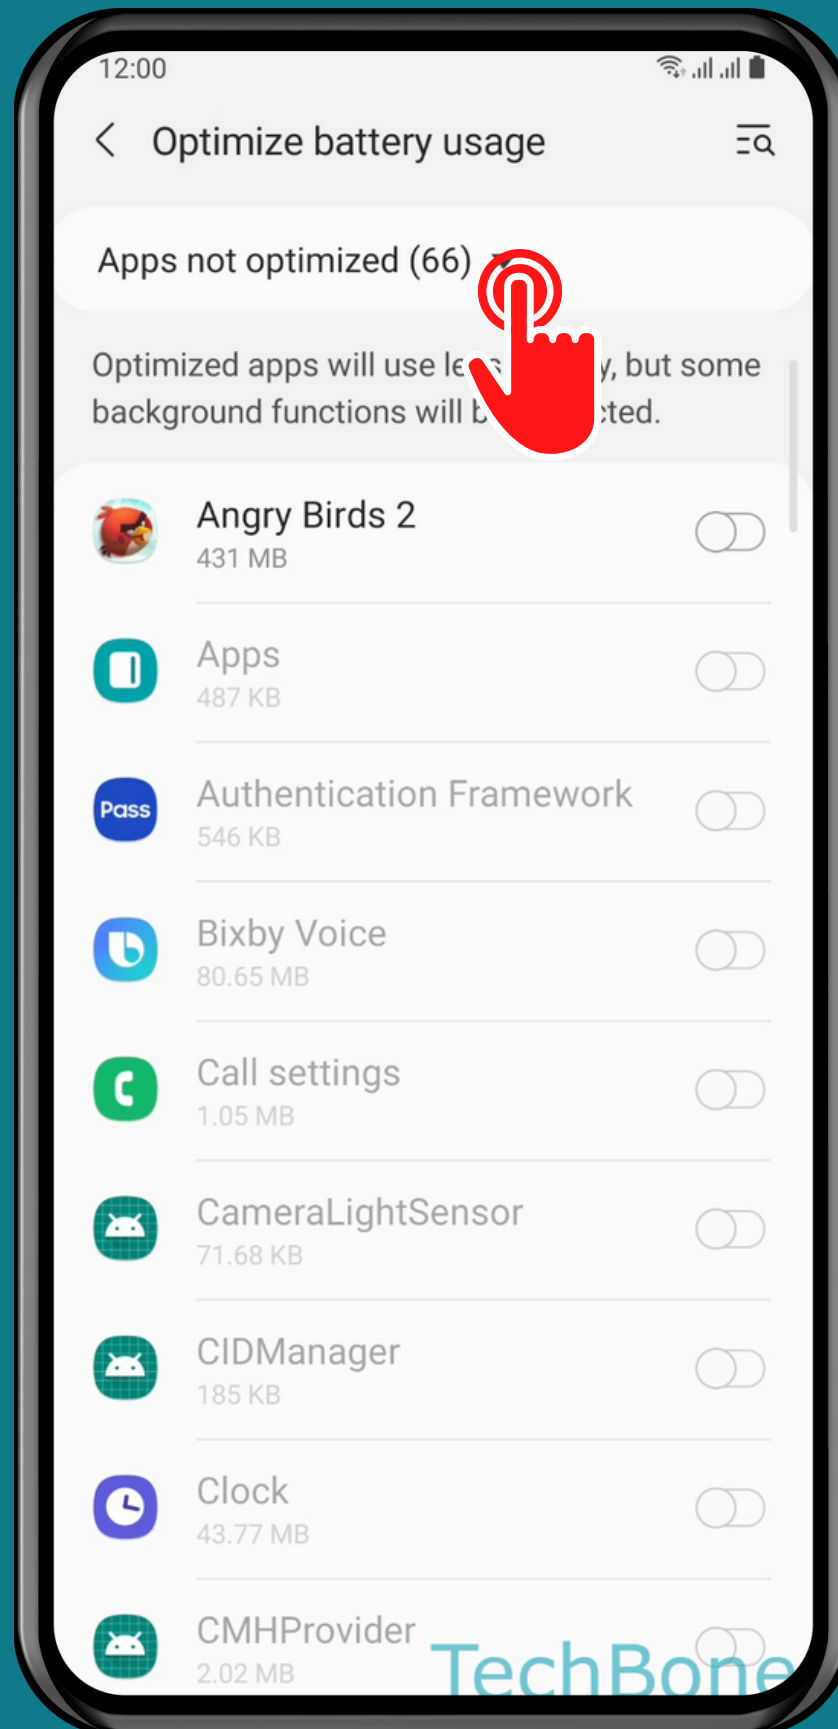 12:00
Optimize battery usage
Apps not optimized (66)
Optimized apps will use le y, but some
background functions will b cted.
Angry Birds 2
431 MB
Apps
487 KB
Pass
Authentication Framework
546 KB
Bixby Voice
80.65 MB
Call settings
1.05 MB
CameraLightSensor
71.68 KB
CIDManager
185 KB
Clock
43.77 MB
CMHProvider
2.02 MB
TechBone